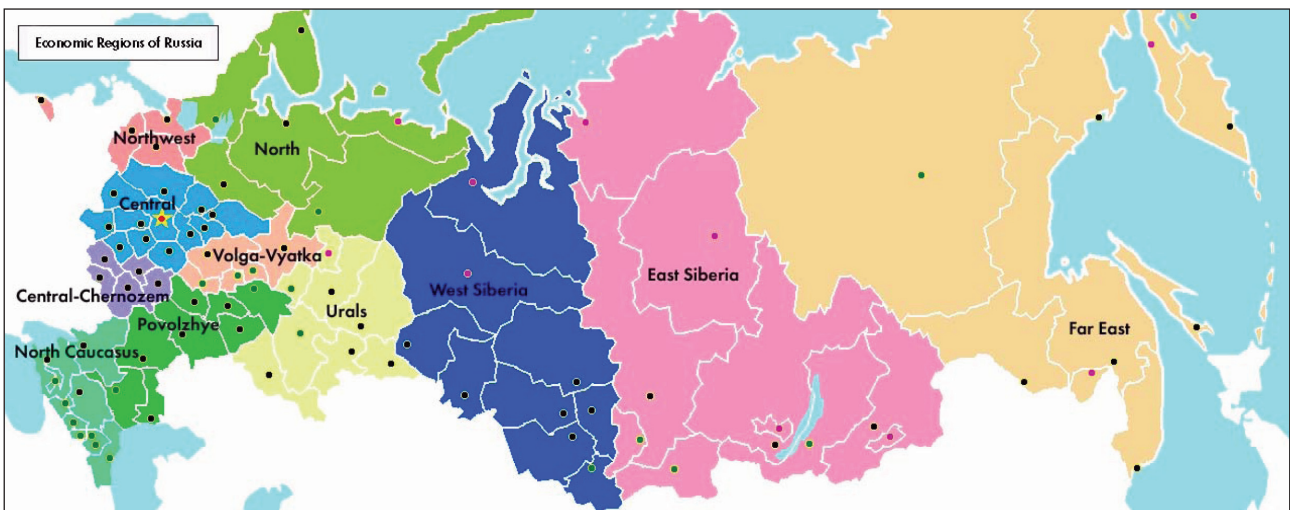 Economic Regions of Russia
Northwest
North
Central
Volga-Vyatka
West Siberia
East Siberia
Central-Chernozem
Urals
Povolzhye
Far East
North Caucasus